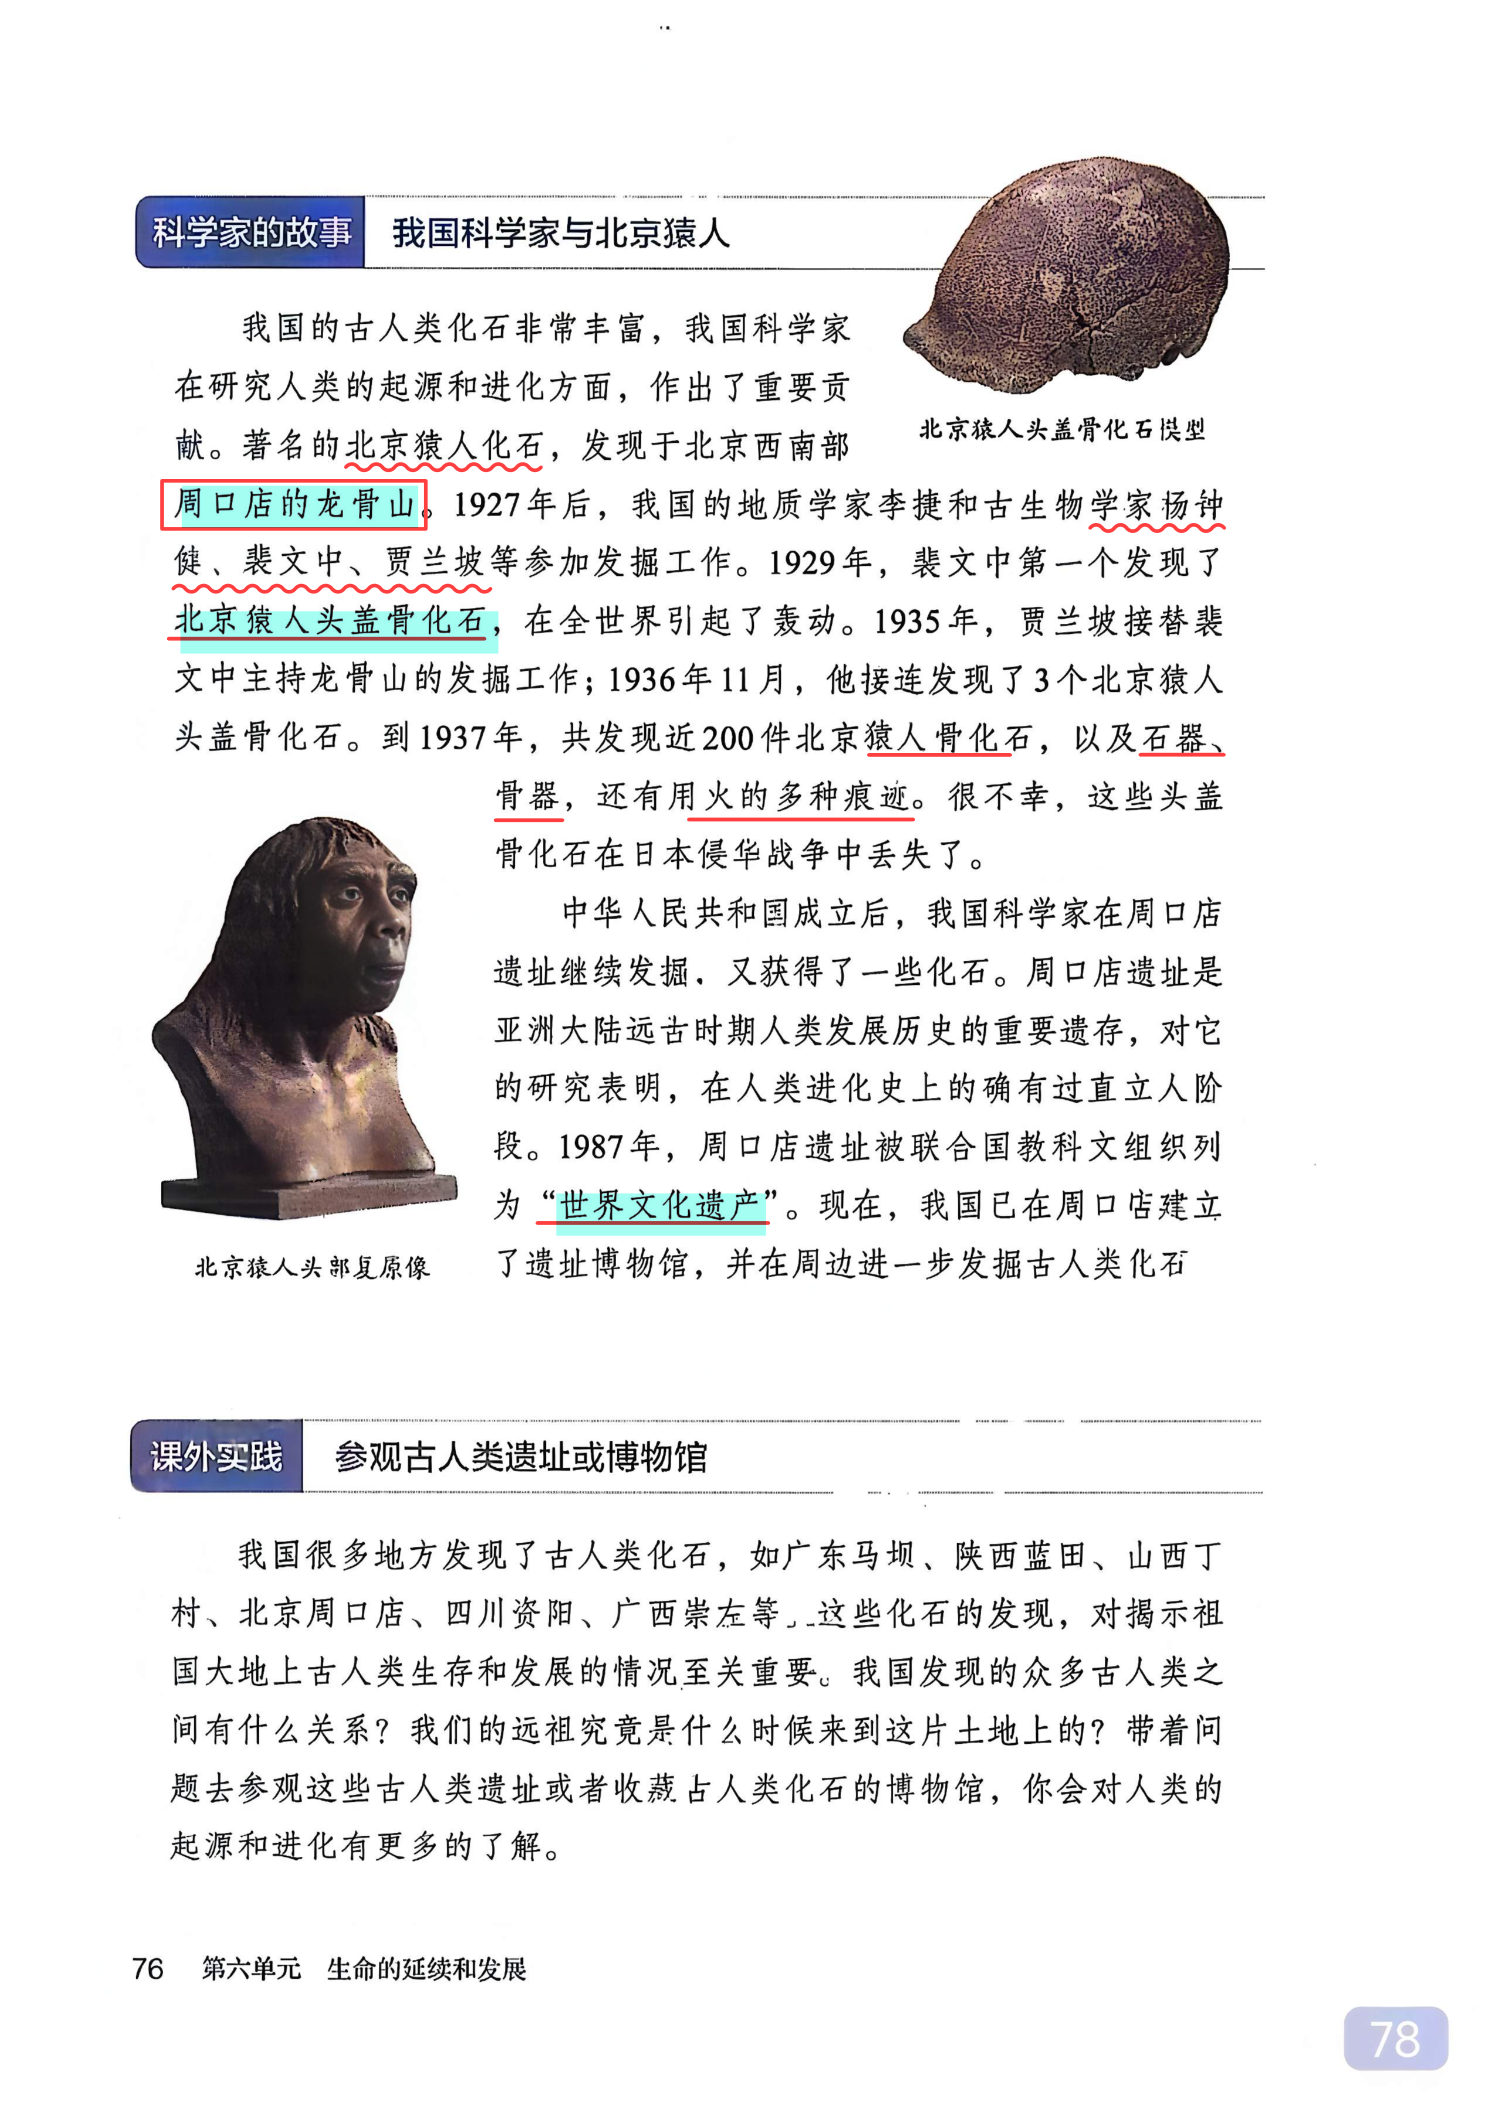 科学家的故事 我国科学家与北京猿人
我国的古人类化石非常丰富，我国科学家
在研究人类的起源和进化方面，作出了重要贡
献。著名的北京猿人化石，发现于北京西南部
北京猿人头盖骨化石模型
周口店的龙骨山。1927年后，我国的地质学家李捷和古生物学家杨钟
健、裴文中、贾兰坡等参加发掘工作。1929年，裴文中第一个发现了
北京猿人头盖骨化石，在全世界引起了轰动。1935年，贾兰坡接替裴
文中主持龙骨山的发掘工作；1936年11月，他接连发现了3个北京猿人
头盖骨化石。到1937年，共发现近200件北京猿人骨化石，以及石器、
骨器，还有用火的多种痕迹。很不幸，这些头盖
骨化石在日本侵华战争中丢失了。
中华人民共和国成立后，我国科学家在周口店
遗址继续发掘，又获得了一些化石。周口店遗址是
亚洲大陆远古时期人类发展历史的重要遗存，对它
的研究表明，在人类进化史上的确有过直立人阶
段。1987年，周口店遗址被联合国教科文组织列
为“世界文化遗产”。现在，我国已在周口店建立
了遗址博物馆，并在周边进一步发掘古人类化石
北京猿人头部复原像
课外实践 参观古人类遗址或博物馆
我国很多地方发现了古人类化石，如广东马坝、陕西蓝田、山西丁
村、北京周口店、四川资阳、广西崇左等。这些化石的发现，对揭示祖
国大地上古人类生存和发展的情况至关重要。我国发现的众多古人类之
间有什么关系？我们的远祖究竟是什么时候来到这片土地上的？带着问
题去参观这些古人类遗址或者收藏古人类化石的博物馆，你会对人类的
起源和进化有更多的了解。
76 第六单元 生命的延续和发展
78